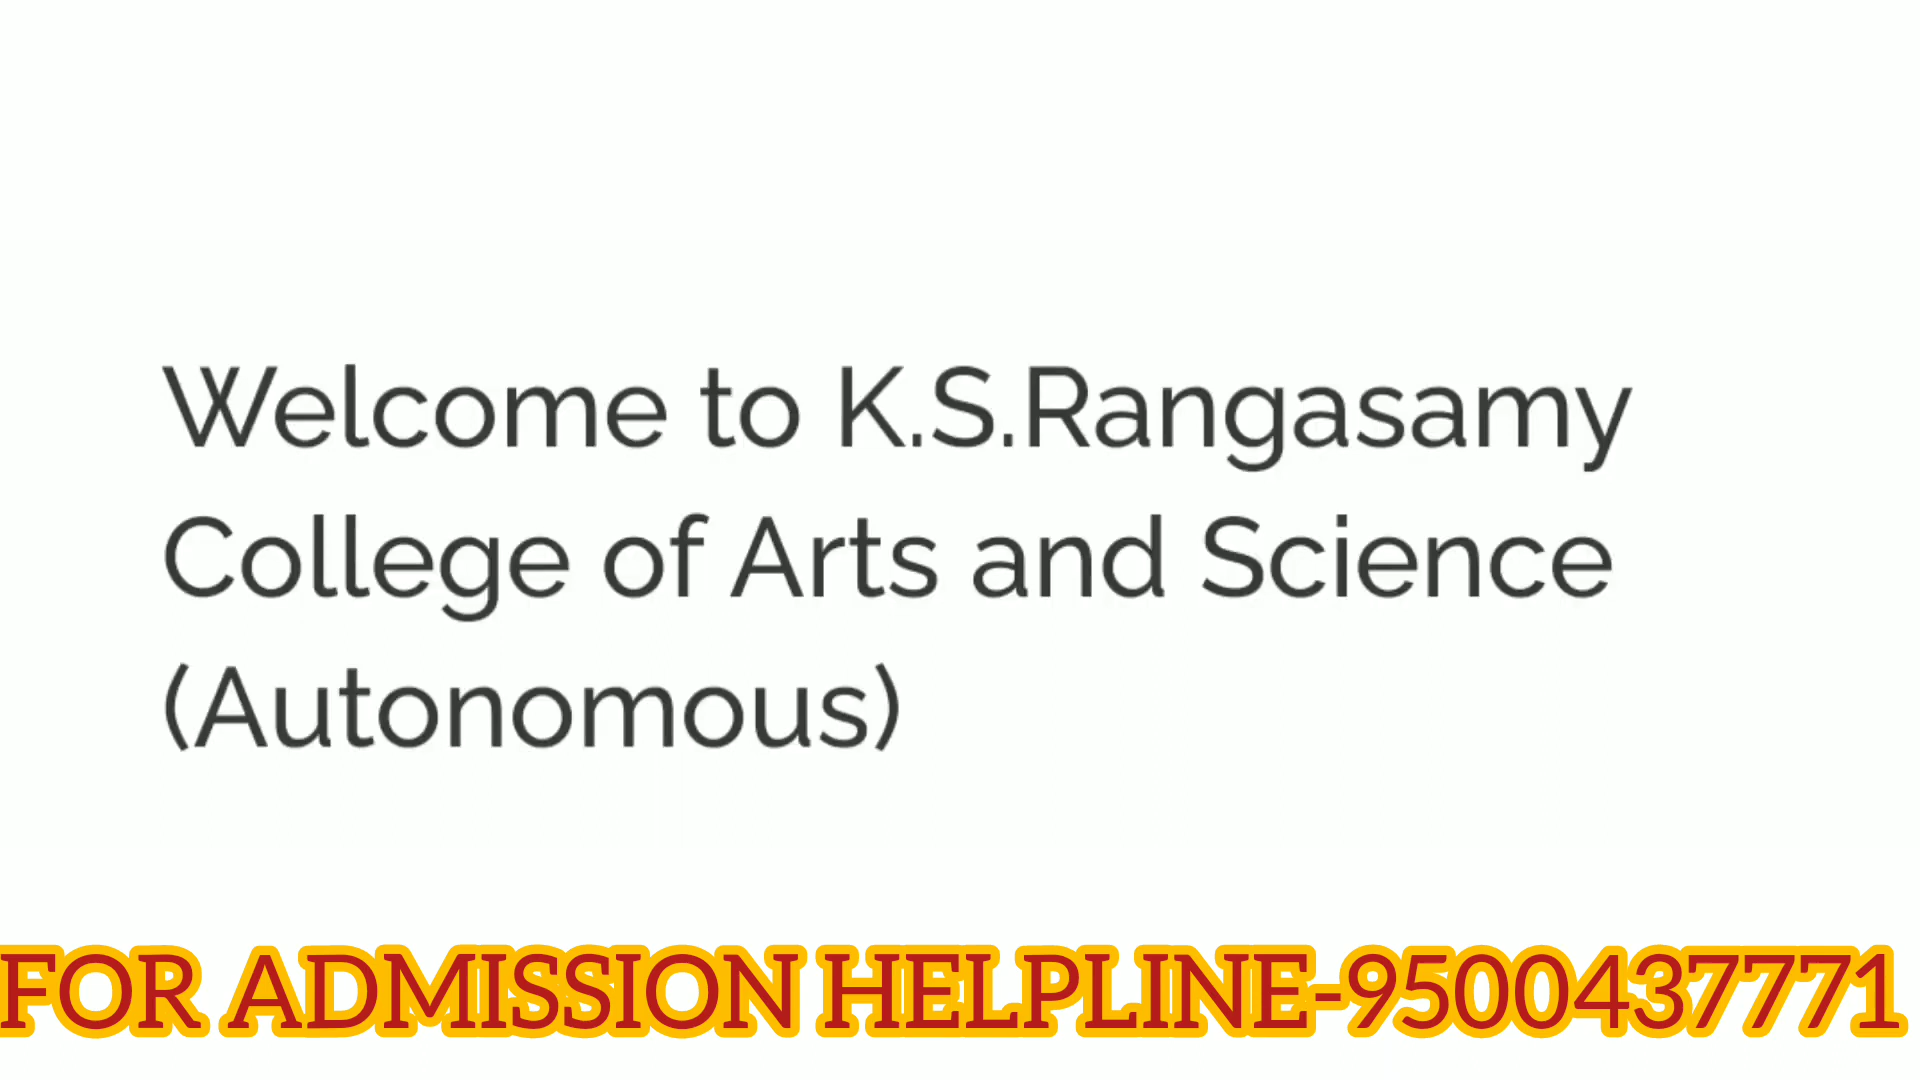 Welcome to K.S.Rangasamy
College of Arts and Science
(Autonomous)
FOR ADMISSION HELPLINE-9500437771